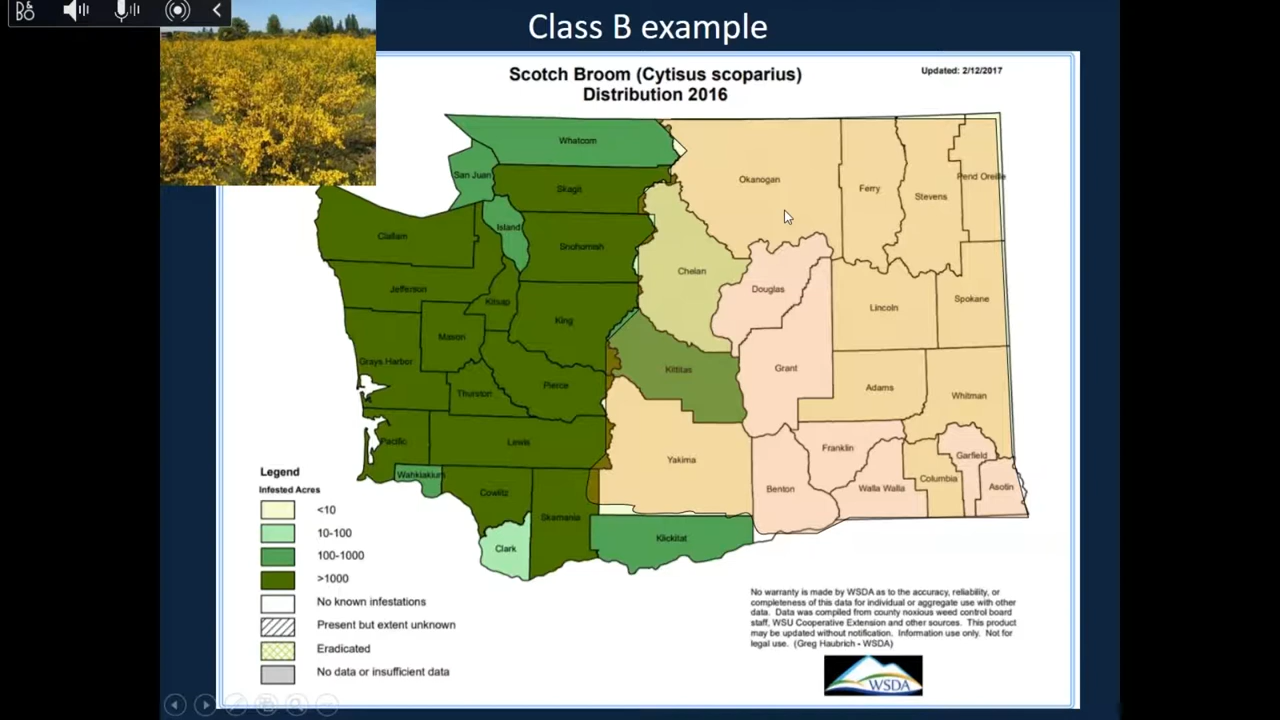 B&O
Class B example
Scotch Broom (Cytisus scoparius)
Distribution 2016
Updated: 2/12/2017
Whatcom
San Juan
Skagit
Okanogan
Ferry
Stevens
Pend Oreille
Island
Clallam
Snohomish
Chelan
Jefferson
Kitsap
Douglas
Lincoln
Spokane
King
Mason
Grays Harbor
Kittitas
Grant
Adams
Whitman
Thurston
Pierce
Pacific
Lewis
Yakima
Franklin
Garfield
Wahkiakum
Cowlitz
Benton
Walla Walla
Columbia
Asotin
Skamania
Clark
Klickitat
Legend
Infested Acres
<10
10-100
100-1000
>1000
No known infestations
Present but extent unknown
Eradicated
No data or insufficient data
No warranty is made by WSDA as to the accuracy, reliability, or
completeness of this data for individual or aggregate use with other
data. Data was compiled from county noxious weed control board
staff, WSU Cooperative Extension and other sources. This product
may be updated without notification. Information use only. Not for
legal use. (Greg Haubrich - WSDA)
WSDA